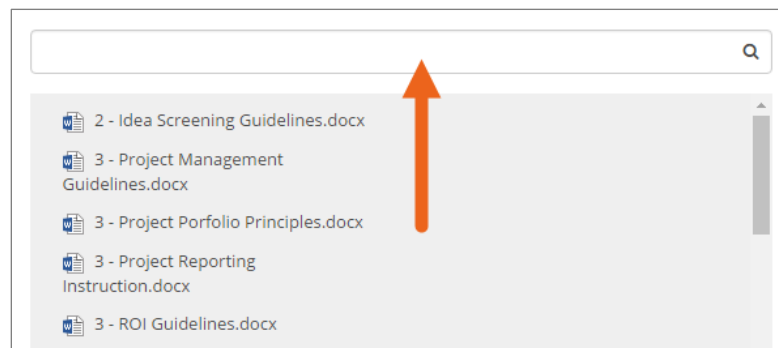 2 - Idea Screening Guidelines.docx
3 - Project Management
Guidelines.docx
3 - Project Porfolio Principles.docx
3 - Project Reporting
Instruction.docx
3 - ROI Guidelines.docx